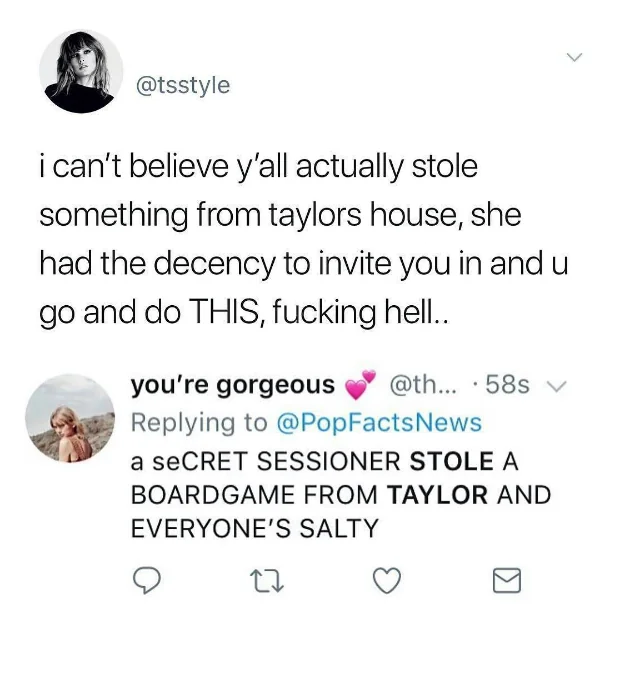 @tsstyle
i can't believe y'all actually stole
something from taylors house, she
had the decency to invite you in and u
go and do THIS, fucking hell..
you're gorgeous 💕 @th... · 58s
Replying to @PopFactsNews
a seCRET SESSIONER STOLE A
BOARDGAME FROM TAYLOR AND
EVERYONE'S SALTY